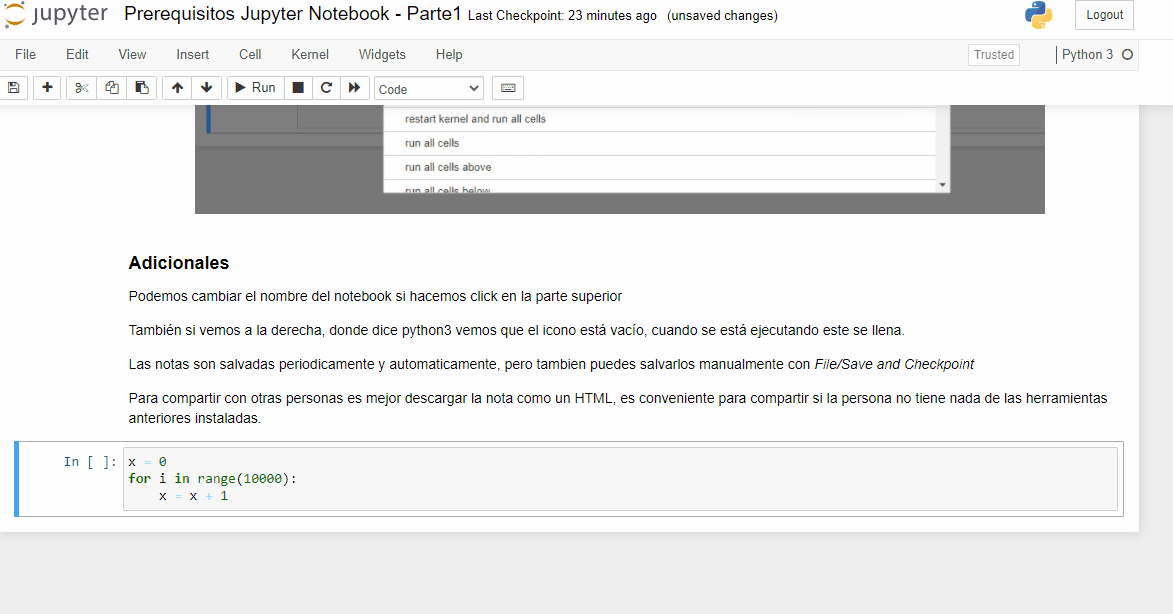 jupyter Prerequisitos Jupyter Notebook - Parte1 Last Checkpoint: 23 minutes ago (unsaved changes) Logout
File Edit View Insert Cell Kernel Widgets Help Trusted Python 3
Run Code
restart kernel and run all cells
run all cells
run all cells above
run all cells below
Adicionales
Podemos cambiar el nombre del notebook si hacemos click en la parte superior
También si vemos a la derecha, donde dice python3 vemos que el icono está vacío, cuando se está ejecutando este se llena.
Las notas son salvadas periodicamente y automaticamente, pero tambien puedes salvarlos manualmente con File/Save and Checkpoint
Para compartir con otras personas es mejor descargar la nota como un HTML, es conveniente para compartir si la persona no tiene nada de las herramientas
anteriores instaladas.
In [ ]: x = 0
for i in range(10000):
    x = x + 1